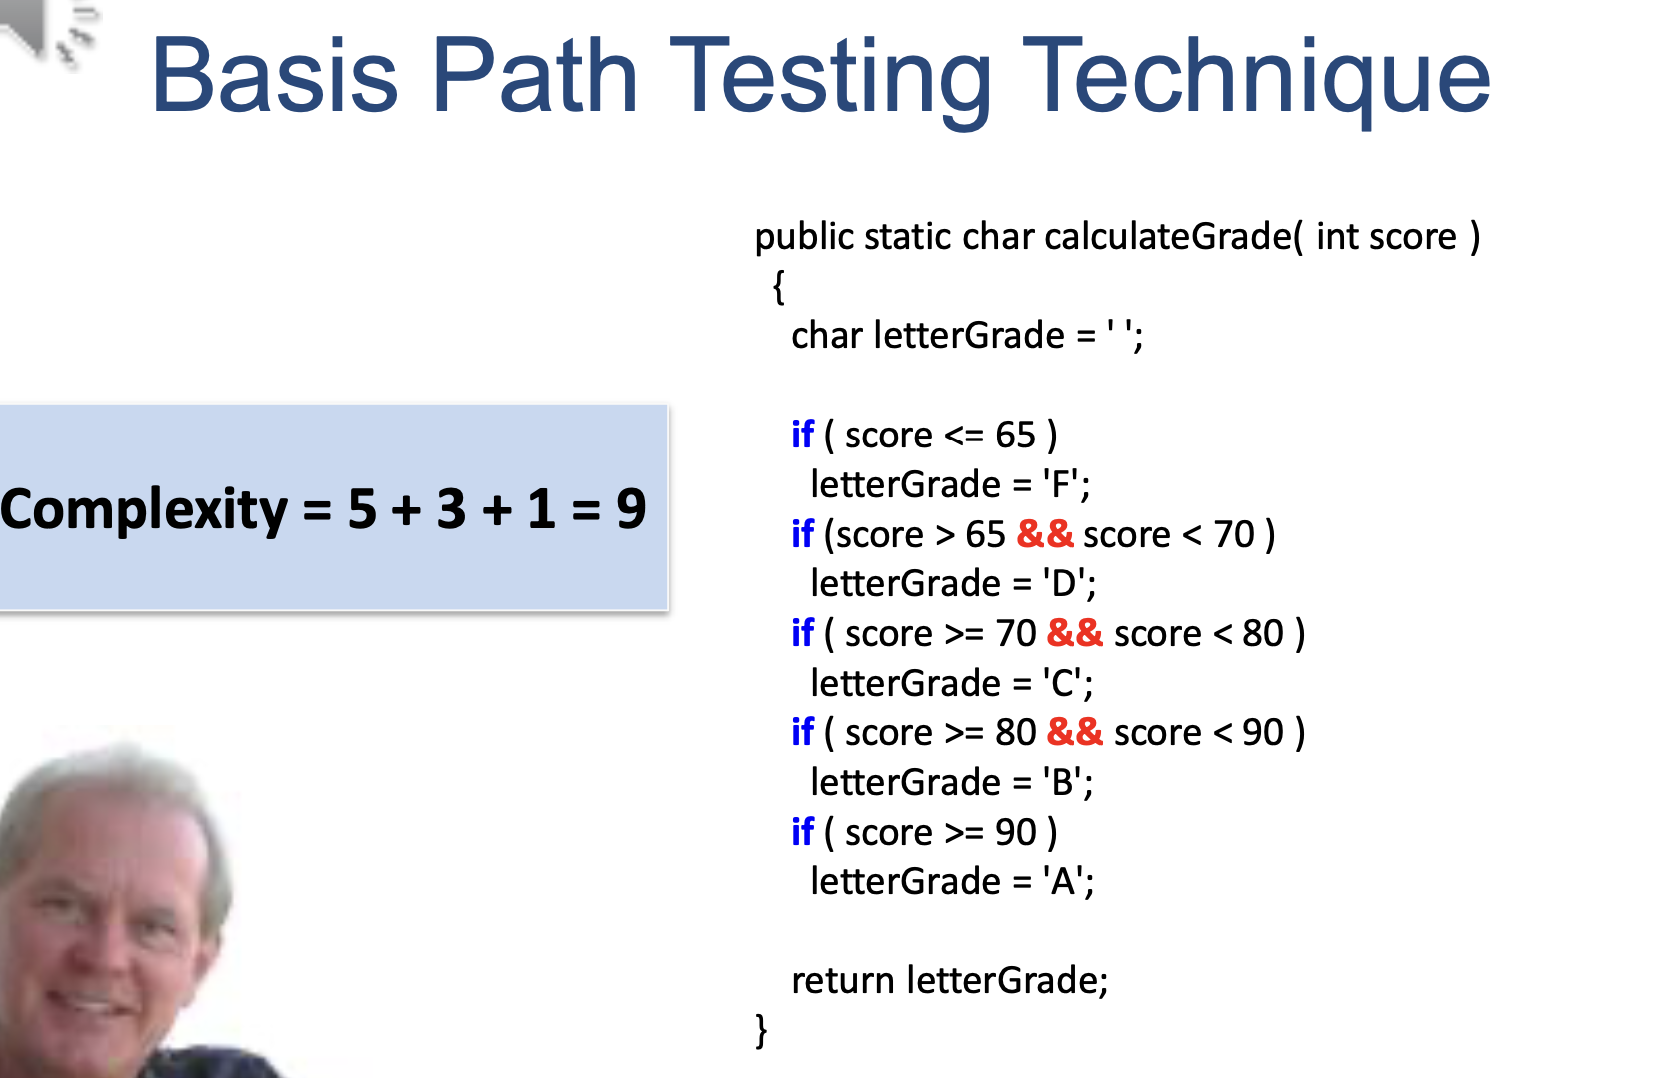 Basis Path Testing Technique
public static char calculateGrade( int score )
{
char letterGrade = ' ';
if ( score <= 65 )
letterGrade = 'F';
if (score > 65 && score < 70 )
letterGrade = 'D';
if ( score >= 70 && score < 80 )
letterGrade = 'C';
if ( score >= 80 && score < 90 )
letterGrade = 'B';
if ( score >= 90 )
letterGrade = 'A';
return letterGrade;
}
Complexity = 5 + 3 + 1 = 9